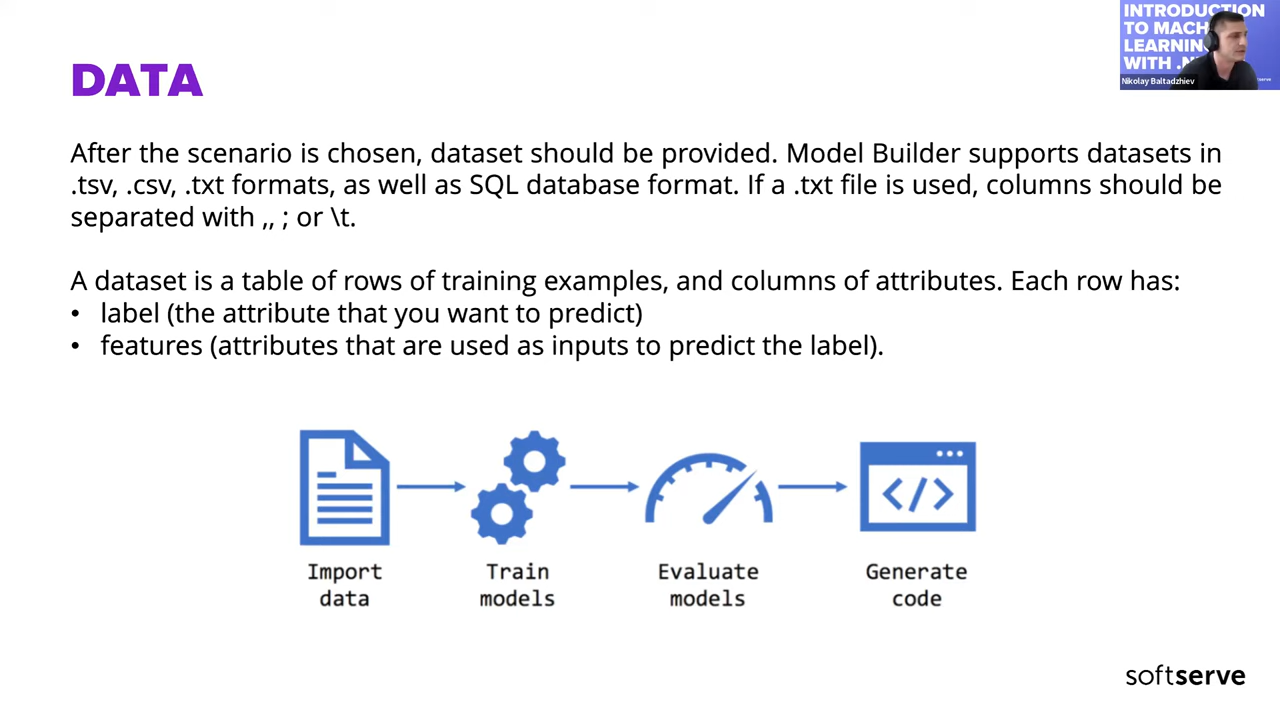 INTRODUCTION
TO MACH
LEARNIN
WITH .N
Nikolay Baltadzhiev
DATA
After the scenario is chosen, dataset should be provided. Model Builder supports datasets in
.tsv, .csv, .txt formats, as well as SQL database format. If a .txt file is used, columns should be
separated with ,, ; or \t.
A dataset is a table of rows of training examples, and columns of attributes. Each row has:
• label (the attribute that you want to predict)
• features (attributes that are used as inputs to predict the label).
</>
Import data
Train models
Evaluate models
Generate code
softserve